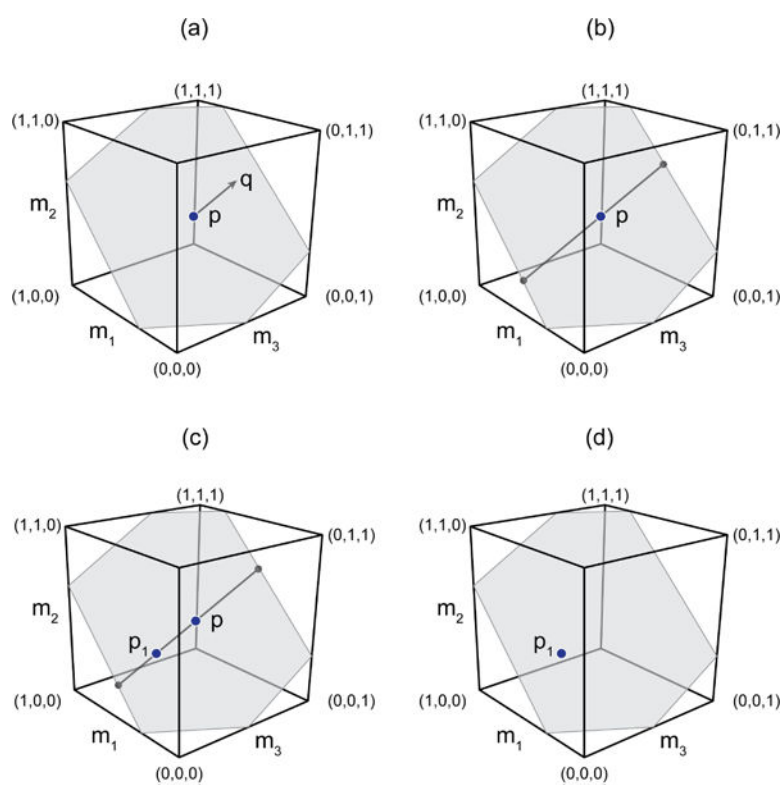 (a)
(1,1,1)
(1,1,0)
(0,1,1)
q
p
m2
(1,0,0)
(0,0,1)
m1
m3
(0,0,0)
(b)
(1,1,1)
(1,1,0)
(0,1,1)
p
m2
(1,0,0)
(0,0,1)
m1
m3
(0,0,0)
(c)
(1,1,1)
(1,1,0)
(0,1,1)
m2
p
p1
(1,0,0)
(0,0,1)
m1
m3
(0,0,0)
(d)
(1,1,1)
(1,1,0)
(0,1,1)
m2
p1
(1,0,0)
(0,0,1)
m1
m3
(0,0,0)